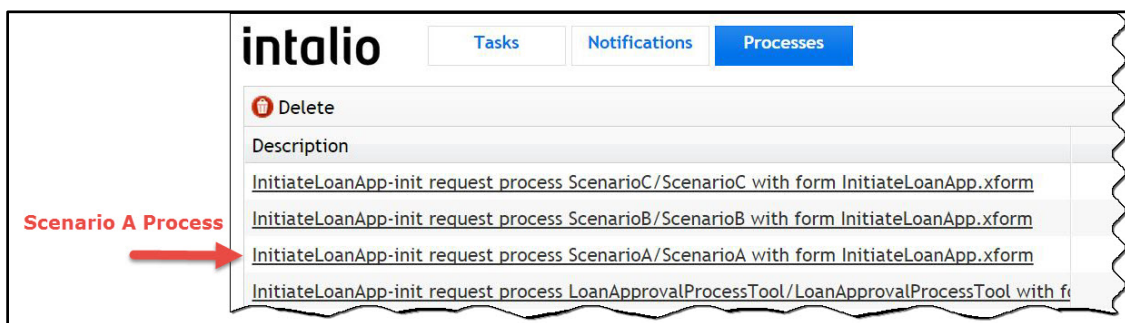 intalio
Tasks
Notifications
Processes
Delete
Description
InitiateLoanApp-init request process ScenarioC/ScenarioC with form InitiateLoanApp.xform
InitiateLoanApp-init request process ScenarioB/ScenarioB with form InitiateLoanApp.xform
Scenario A Process
InitiateLoanApp-init request process ScenarioA/ScenarioA with form InitiateLoanApp.xform
InitiateLoanApp-init request process LoanApprovalProcessTool/LoanApprovalProcessTool with